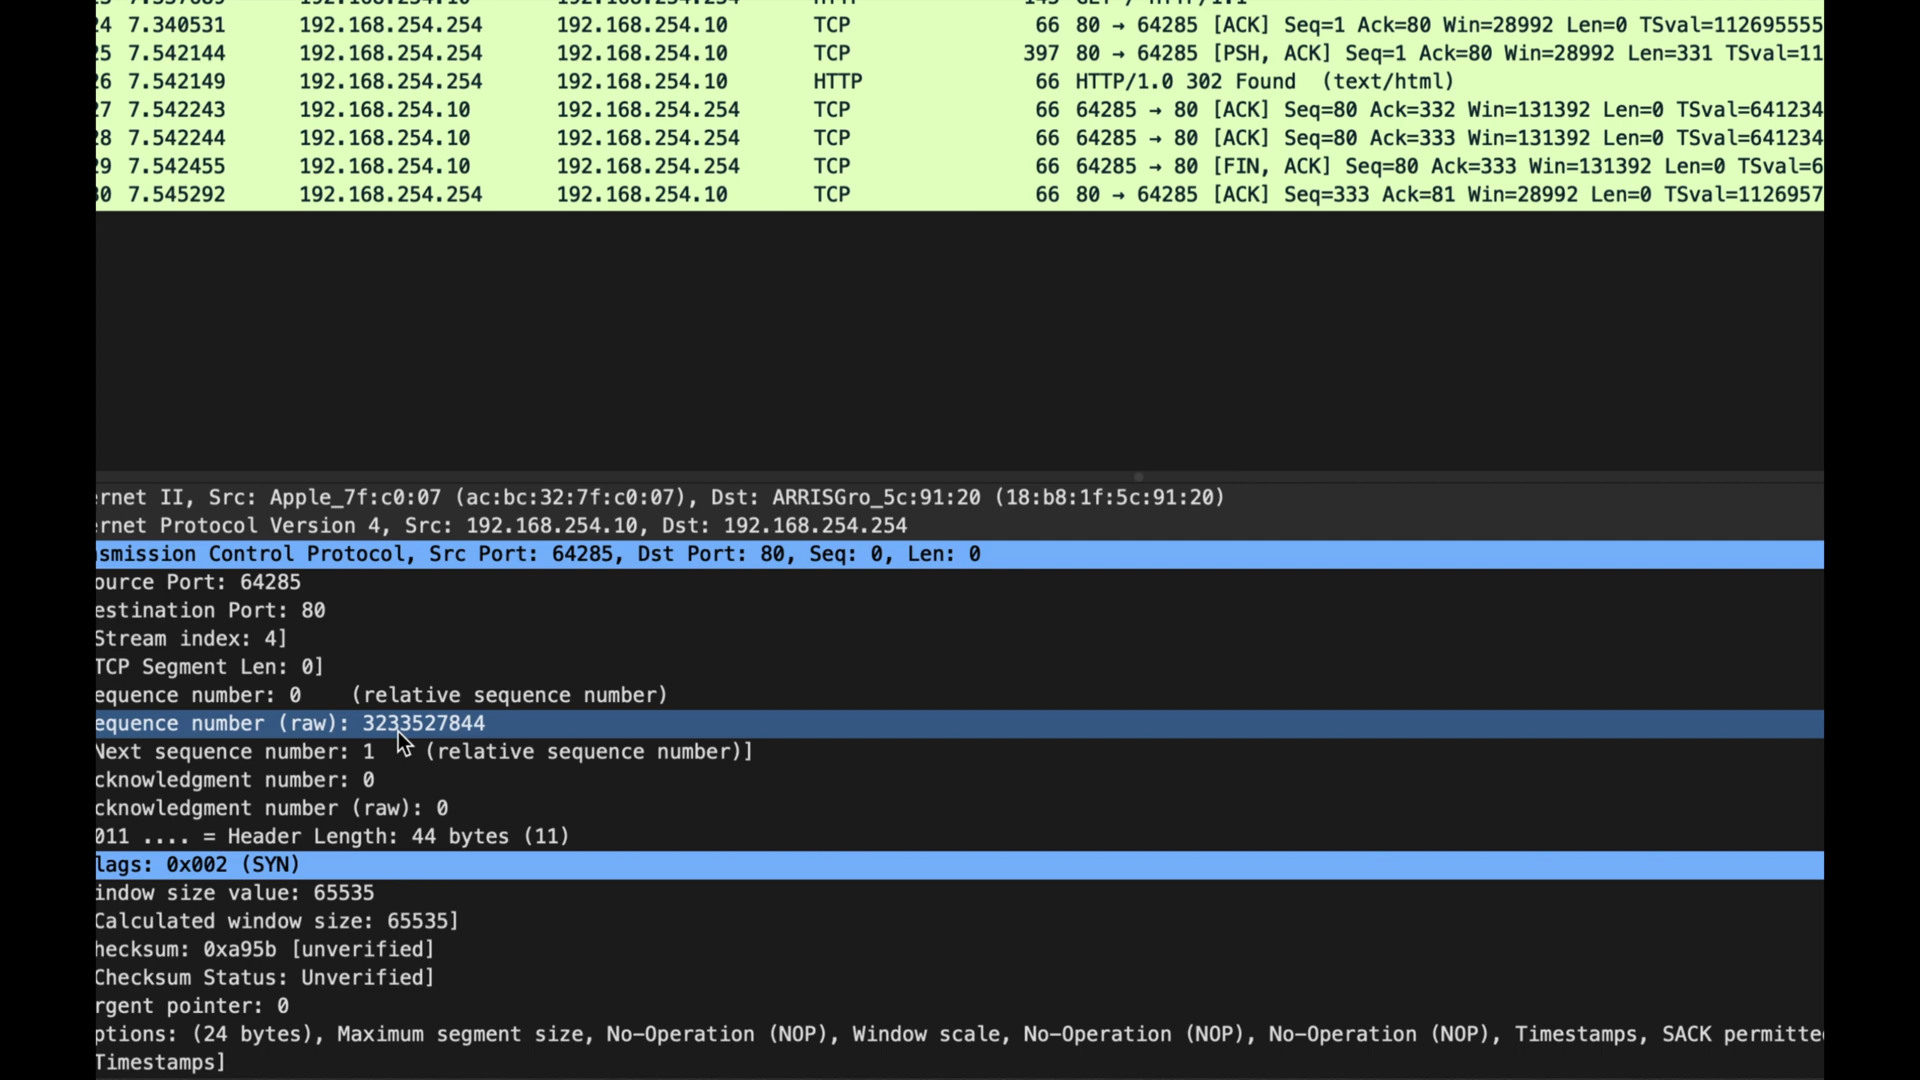 4 7.340531 192.168.254.254 192.168.254.10 TCP 66 80 → 64285 [ACK] Seq=1 Ack=80 Win=28992 Len=0 TSval=112695555
5 7.542144 192.168.254.254 192.168.254.10 TCP 397 80 → 64285 [PSH, ACK] Seq=1 Ack=80 Win=28992 Len=331 TSval=11
6 7.542149 192.168.254.254 192.168.254.10 HTTP 66 HTTP/1.0 302 Found (text/html)
7 7.542243 192.168.254.10 192.168.254.254 TCP 66 64285 → 80 [ACK] Seq=80 Ack=332 Win=131392 Len=0 TSval=641234
8 7.542244 192.168.254.10 192.168.254.254 TCP 66 64285 → 80 [ACK] Seq=80 Ack=333 Win=131392 Len=0 TSval=641234
9 7.542455 192.168.254.10 192.168.254.254 TCP 66 64285 → 80 [FIN, ACK] Seq=80 Ack=333 Win=131392 Len=0 TSval=6
0 7.545292 192.168.254.254 192.168.254.10 TCP 66 80 → 64285 [ACK] Seq=333 Ack=81 Win=28992 Len=0 TSval=1126957
ernet II, Src: Apple_7f:c0:07 (ac:bc:32:7f:c0:07), Dst: ARRISGro_5c:91:20 (18:b8:1f:5c:91:20)
ernet Protocol Version 4, Src: 192.168.254.10, Dst: 192.168.254.254
smission Control Protocol, Src Port: 64285, Dst Port: 80, Seq: 0, Len: 0
ource Port: 64285
estination Port: 80
Stream index: 4]
TCP Segment Len: 0]
equence number: 0 (relative sequence number)
equence number (raw): 3233527844
Next sequence number: 1 (relative sequence number)]
cknowledgment number: 0
cknowledgment number (raw): 0
011 .... = Header Length: 44 bytes (11)
lags: 0x002 (SYN)
indow size value: 65535
Calculated window size: 65535]
hecksum: 0xa95b [unverified]
Checksum Status: Unverified]
rgent pointer: 0
ptions: (24 bytes), Maximum segment size, No-Operation (NOP), Window scale, No-Operation (NOP), No-Operation (NOP), Timestamps, SACK permitte
Timestamps]